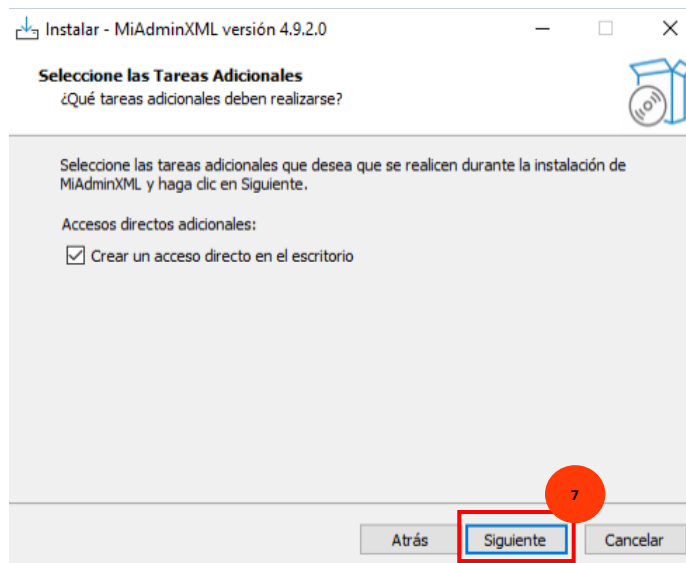 Instalar - MiAdminXML versión 4.9.2.0
Seleccione las Tareas Adicionales
¿Qué tareas adicionales deben realizarse?
Seleccione las tareas adicionales que desea que se realicen durante la instalación de
MiAdminXML y haga clic en Siguiente.
Accesos directos adicionales:
Crear un acceso directo en el escritorio
7
Atrás
Siguiente
Cancelar